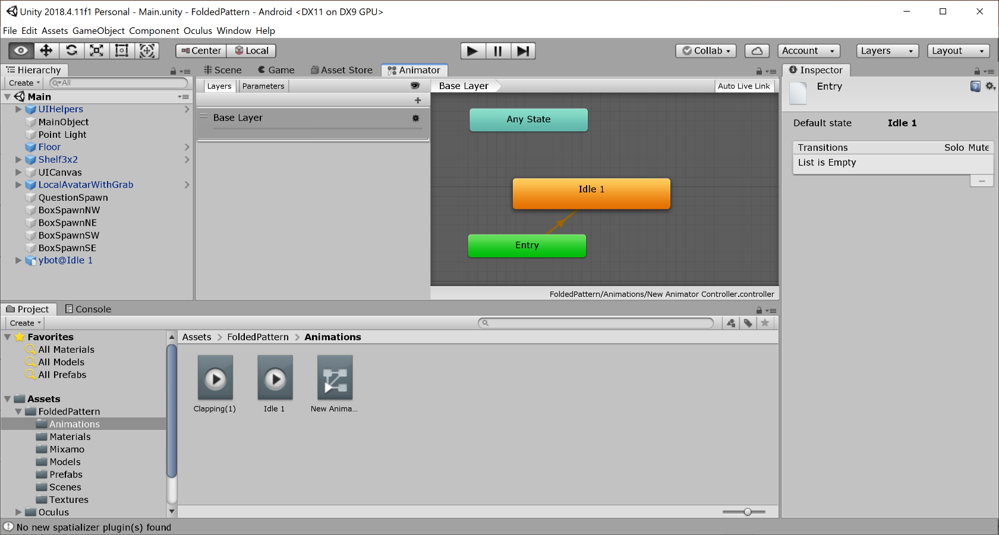 Unity 2018.4.11f1 Personal - Main.unity - FoldedPattern - Android <DX11 on DX9 GPU>
File Edit Assets GameObject Component Oculus Window Help
Center Local Collab Account Layers Layout
Hierarchy
Create All
Main
UIHelpers
MainObject
Point Light
Floor
Shelf3x2
UICanvas
LocalAvatarWithGrab
QuestionSpawn
BoxSpawnNW
BoxSpawnNE
BoxSpawnSW
BoxSpawnSE
ybot@Idle 1
Scene Game Asset Store Animator
Layers Parameters
Base Layer
Base Layer
Auto Live Link
Any State
Idle 1
Entry
FoldedPattern/Animations/New Animator Controller.controller
Inspector
Entry
Default state Idle 1
Transitions Solo Mute
List is Empty
Project Console
Create
Favorites
All Materials
All Models
All Prefabs
Assets
FoldedPattern
Animations
Materials
Mixamo
Models
Prefabs
Scenes
Textures
Oculus
Assets > FoldedPattern > Animations
Clapping(1) Idle 1 New Anima...
No new spatializer plugin(s) found